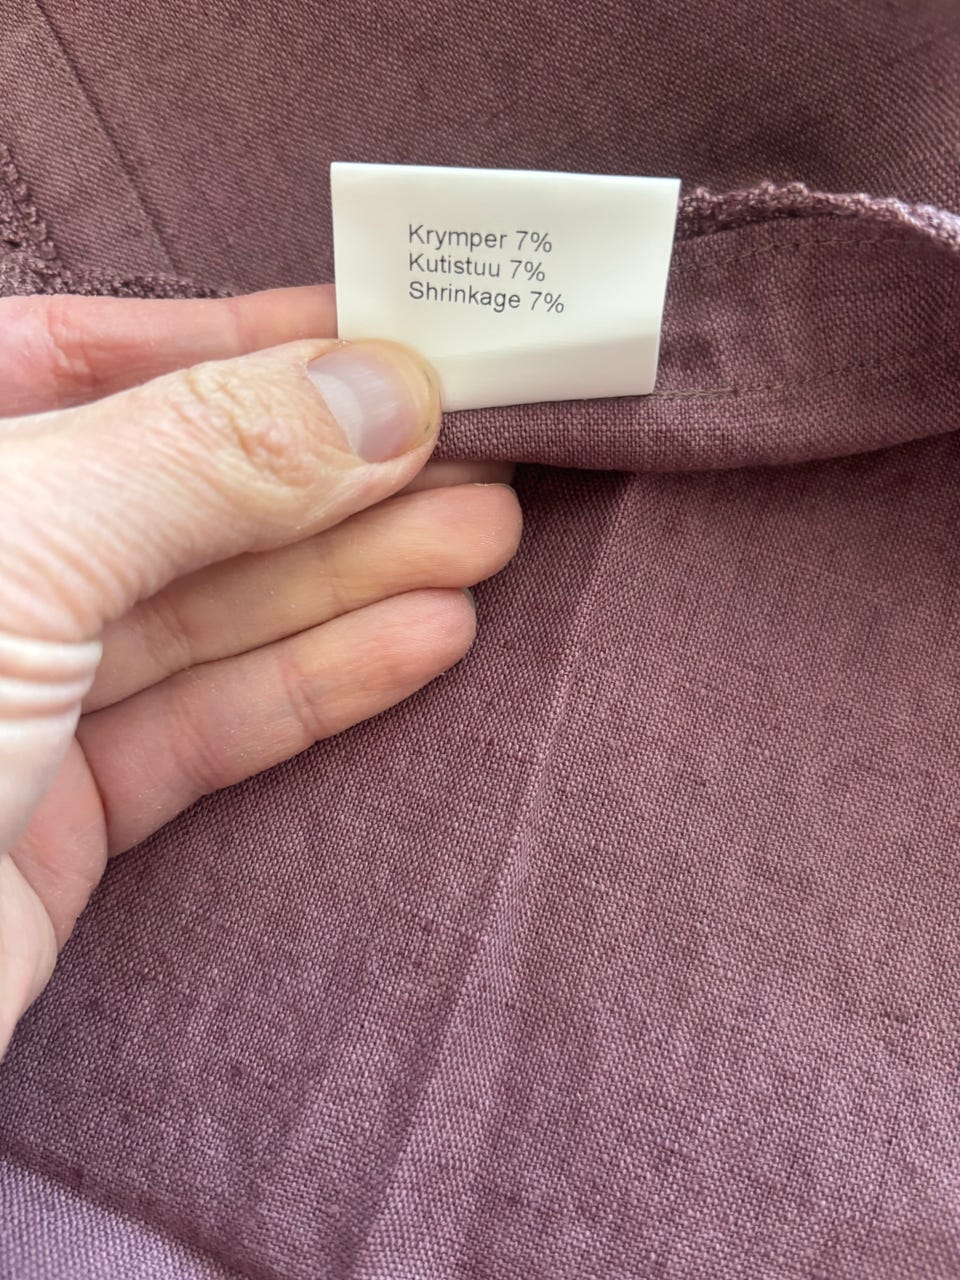 Krymper 7%
Kutistuu 7%
Shrinkage 7%